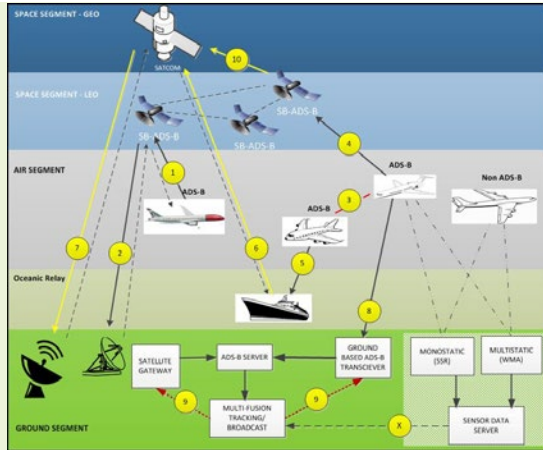 SPACE SEGMENT - GEO
SATCOM
10
SPACE SEGMENT - LEO
SB-ADS-B
SB-ADS-B
SB-ADS-B
4
AIR SEGMENT
1
ADS-B
ADS-B
Non ADS-B
ADS-B
3
7
2
6
5
Oceanic Relay
8
SATELLITE
GATEWAY
ADS-B SERVER
GROUND
BASED ADS-B
TRANSCIEVER
MONOSTATIC
(SSR)
MULTISTATIC
(WMA)
9
9
MULTI-FUSION
TRACKING/
BROADCAST
X
SENSOR DATA
SERVER
GROUND SEGMENT